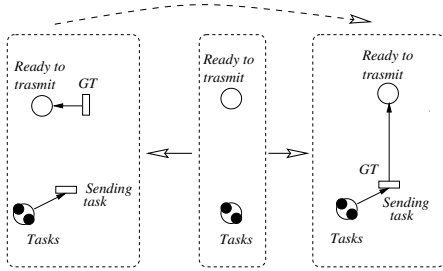 Ready to
trasmit
GT
Sending
task
Tasks
Ready to
trasmit
Tasks
Ready to
trasmit
GT
Sending
task
Tasks